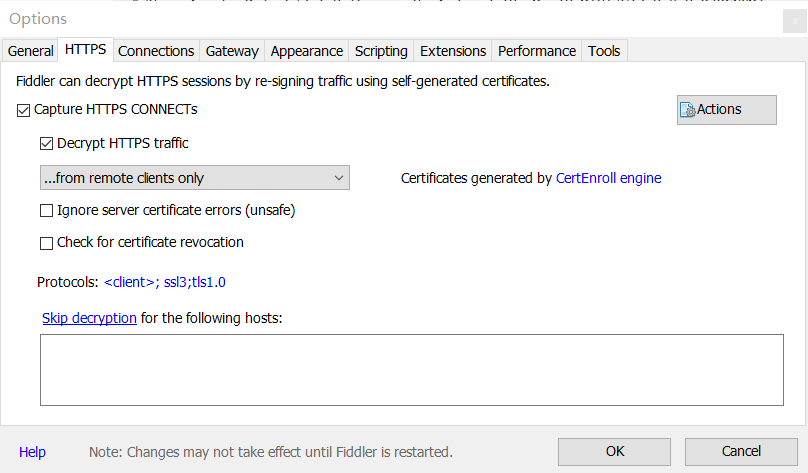 Options
General HTTPS Connections Gateway Appearance Scripting Extensions Performance Tools
Fiddler can decrypt HTTPS sessions by re-signing traffic using self-generated certificates.
Capture HTTPS CONNECTs
Actions
Decrypt HTTPS traffic
...from remote clients only
Certificates generated by CertEnroll engine
Ignore server certificate errors (unsafe)
Check for certificate revocation
Protocols: <client>; ssl3;tls1.0
Skip decryption for the following hosts:
Help
Note: Changes may not take effect until Fiddler is restarted.
OK
Cancel